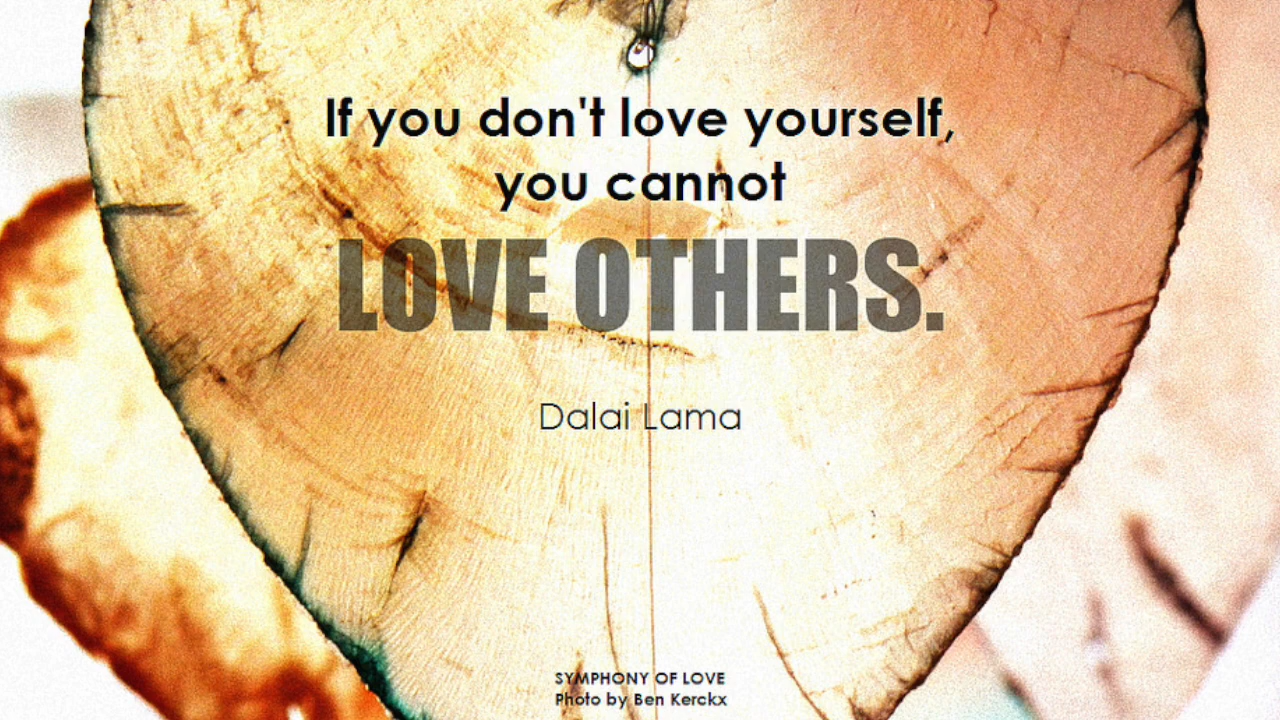 If you don't love yourself,
you cannot
LOVE OTHERS.
Dalai Lama
SYMPHONY OF LOVE
Photo by Ben Kerckx